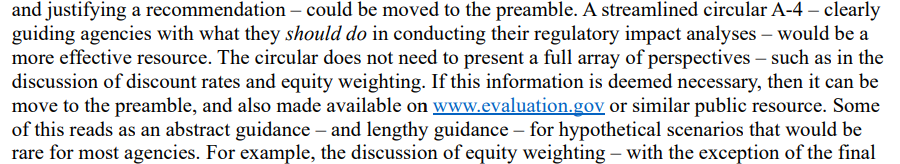 and justifying a recommendation – could be moved to the preamble. A streamlined circular A-4 – clearly
guiding agencies with what they should do in conducting their regulatory impact analyses – would be a
more effective resource. The circular does not need to present a full array of perspectives – such as in the
discussion of discount rates and equity weighting. If this information is deemed necessary, then it can be
move to the preamble, and also made available on www.evaluation.gov or similar public resource. Some
of this reads as an abstract guidance – and lengthy guidance – for hypothetical scenarios that would be
rare for most agencies. For example, the discussion of equity weighting – with the exception of the final